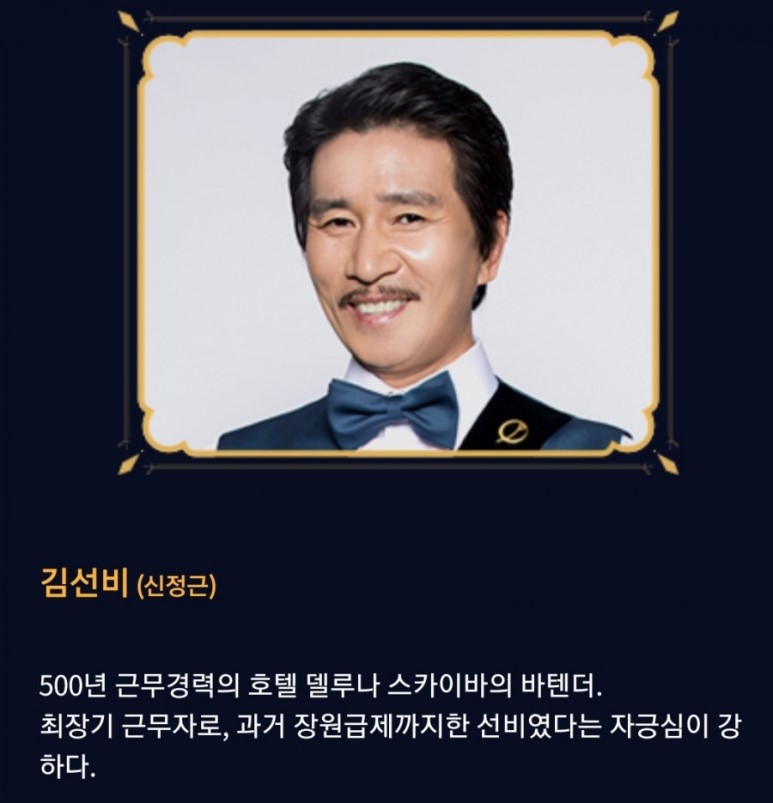 김선비 (신정근)
500년 근무경력의 호텔 델루나 스카이바의 바텐더.
최장기 근무자로, 과거 장원급제까지한 선비였다는 자긍심이 강
하다.